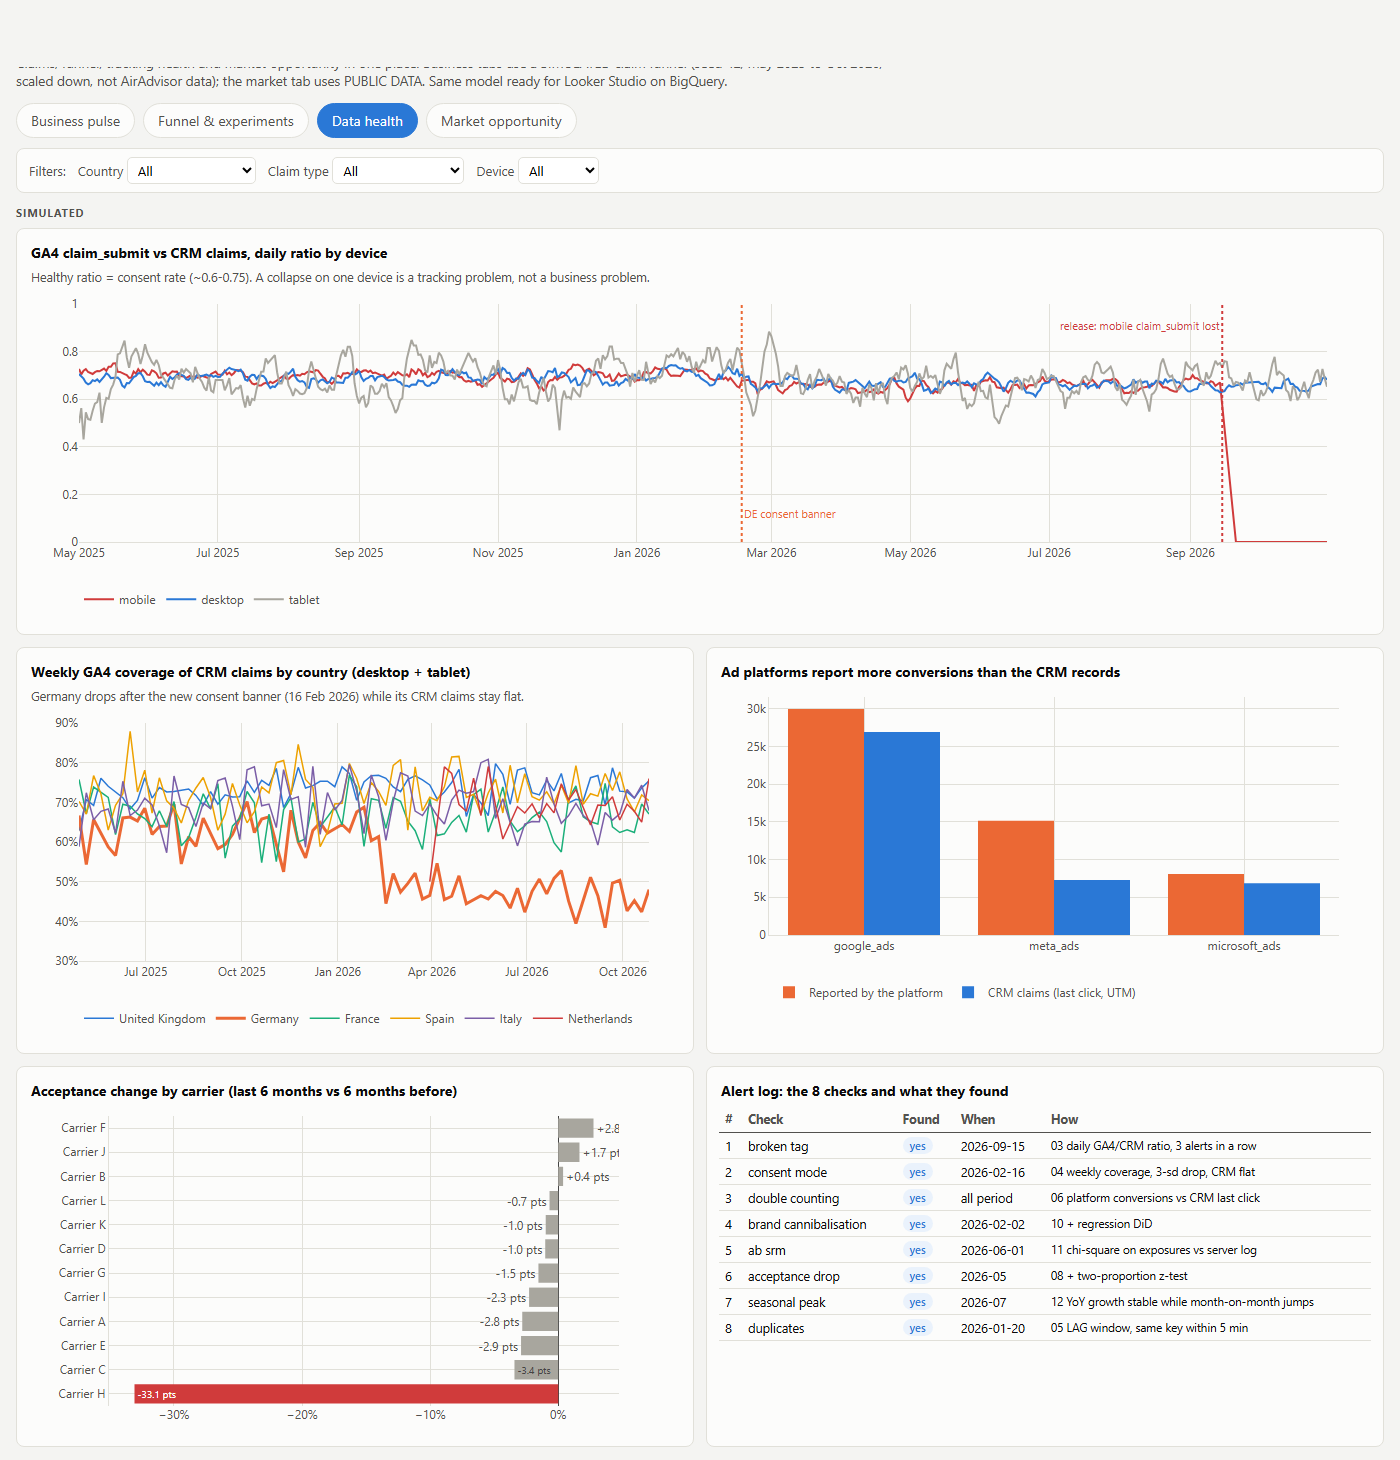 scaled down, not AirAdvisor data); the market tab uses PUBLIC DATA. Same model ready for Looker Studio on BigQuery.
Business pulse
Funnel & experiments
Data health
Market opportunity
Filters: Country All Claim type All Device All
SIMULATED
GA4 claim_submit vs CRM claims, daily ratio by device
Healthy ratio = consent rate (~0.6-0.75). A collapse on one device is a tracking problem, not a business problem.
1
0.8
0.6
0.4
0.2
0
release: mobile claim_submit lost
DE consent banner
May 2025 Jul 2025 Sep 2025 Nov 2025 Jan 2026 Mar 2026 May 2026 Jul 2026 Sep 2026
mobile desktop tablet
Weekly GA4 coverage of CRM claims by country (desktop + tablet)
Germany drops after the new consent banner (16 Feb 2026) while its CRM claims stay flat.
90%
80%
70%
60%
50%
40%
30%
Jul 2025 Oct 2025 Jan 2026 Apr 2026 Jul 2026 Oct 2026
United Kingdom Germany France Spain Italy Netherlands
Ad platforms report more conversions than the CRM records
30k
25k
20k
15k
10k
5k
0
google_ads meta_ads microsoft_ads
Reported by the platform CRM claims (last click, UTM)
Acceptance change by carrier (last 6 months vs 6 months before)
Carrier F +2.8
Carrier J +1.7 pt
Carrier B +0.4 pts
Carrier L -0.7 pts
Carrier K -1.0 pts
Carrier D -1.0 pts
Carrier G -1.5 pts
Carrier I -2.3 pts
Carrier A -2.8 pts
Carrier E -2.9 pts
Carrier C -3.4 pts
Carrier H -33.1 pts
−30% −20% −10% 0%
Alert log: the 8 checks and what they found
# Check Found When How
1 broken tag yes 2026-09-15 03 daily GA4/CRM ratio, 3 alerts in a row
2 consent mode yes 2026-02-16 04 weekly coverage, 3-sd drop, CRM flat
3 double counting yes all period 06 platform conversions vs CRM last click
4 brand cannibalisation yes 2026-02-02 10 + regression DiD
5 ab srm yes 2026-06-01 11 chi-square on exposures vs server log
6 acceptance drop yes 2026-05 08 + two-proportion z-test
7 seasonal peak yes 2026-07 12 YoY growth stable while month-on-month jumps
8 duplicates yes 2026-01-20 05 LAG window, same key within 5 min